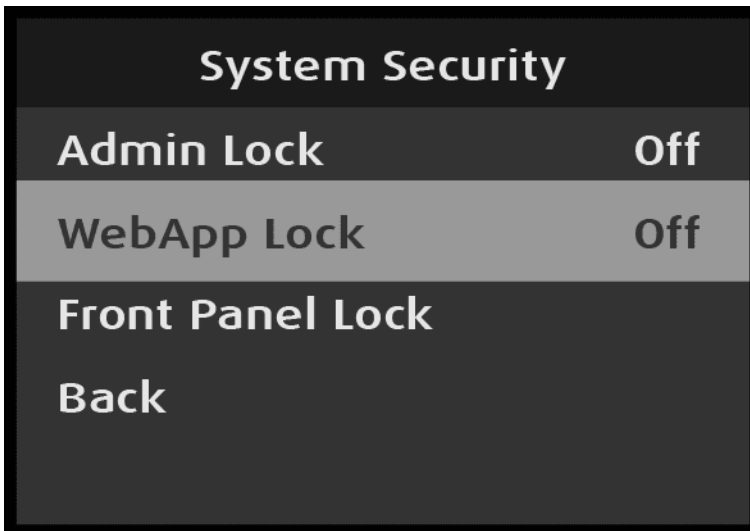 System Security
Admin Lock Off
WebApp Lock Off
Front Panel Lock
Back